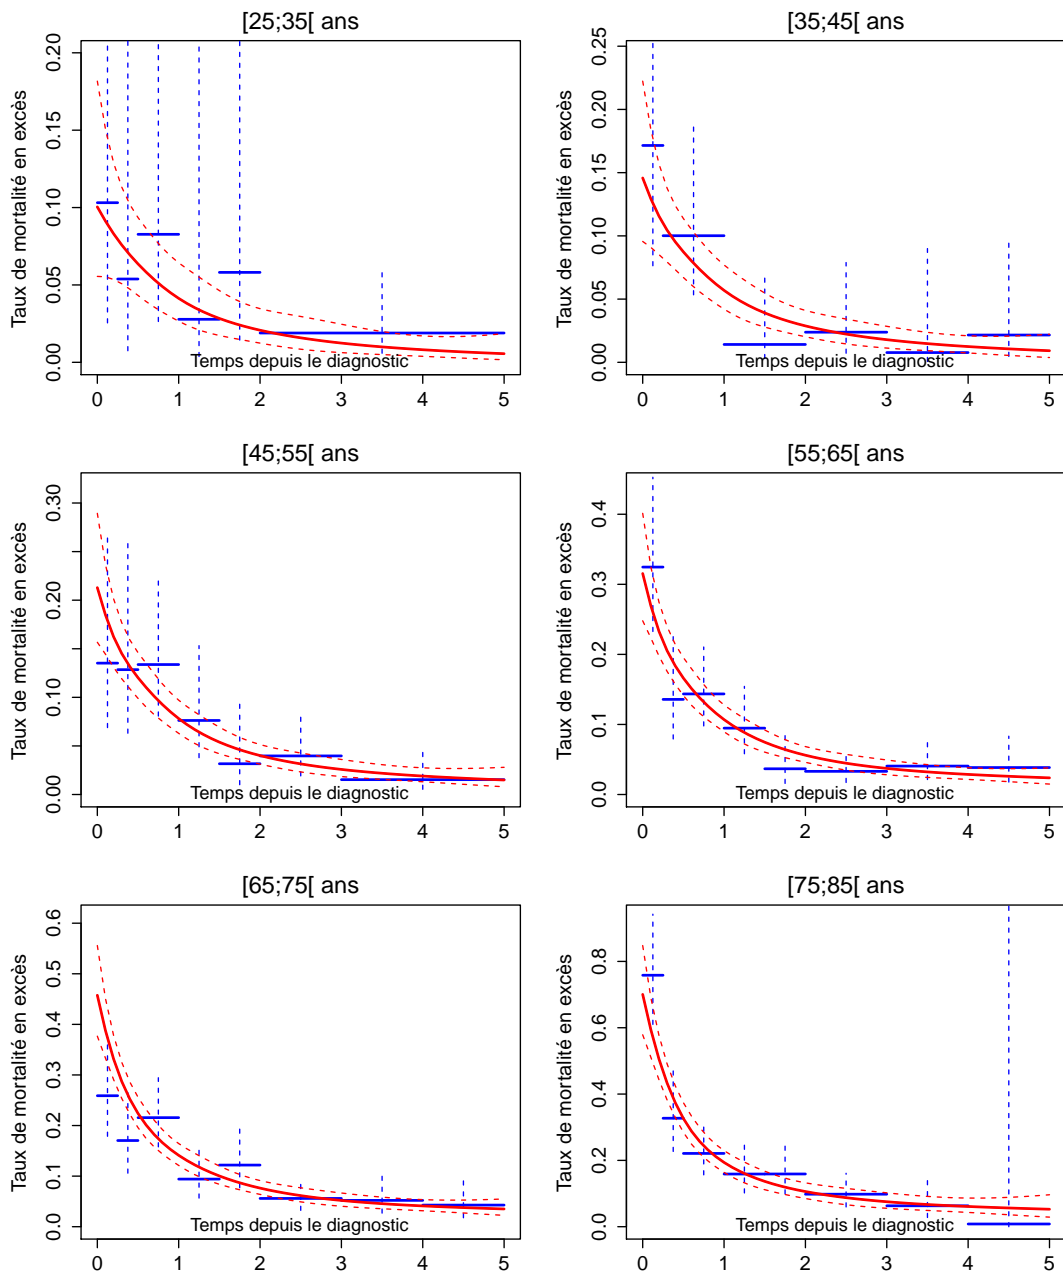 [25;35[ ans
[35;45[ ans
Taux de mortalité en excès
0.00 0.05 0.10 0.15 0.20
Temps depuis le diagnostic
0 1 2 3 4 5
Taux de mortalité en excès
0.00 0.05 0.10 0.15 0.20 0.25
Temps depuis le diagnostic
0 1 2 3 4 5
[45;55[ ans
[55;65[ ans
Taux de mortalité en excès
0.00 0.10 0.20 0.30
Temps depuis le diagnostic
0 1 2 3 4 5
Taux de mortalité en excès
0.0 0.1 0.2 0.3 0.4
Temps depuis le diagnostic
0 1 2 3 4 5
[65;75[ ans
[75;85[ ans
Taux de mortalité en excès
0.0 0.1 0.2 0.3 0.4 0.5 0.6
Temps depuis le diagnostic
0 1 2 3 4 5
Taux de mortalité en excès
0.0 0.2 0.4 0.6 0.8
Temps depuis le diagnostic
0 1 2 3 4 5